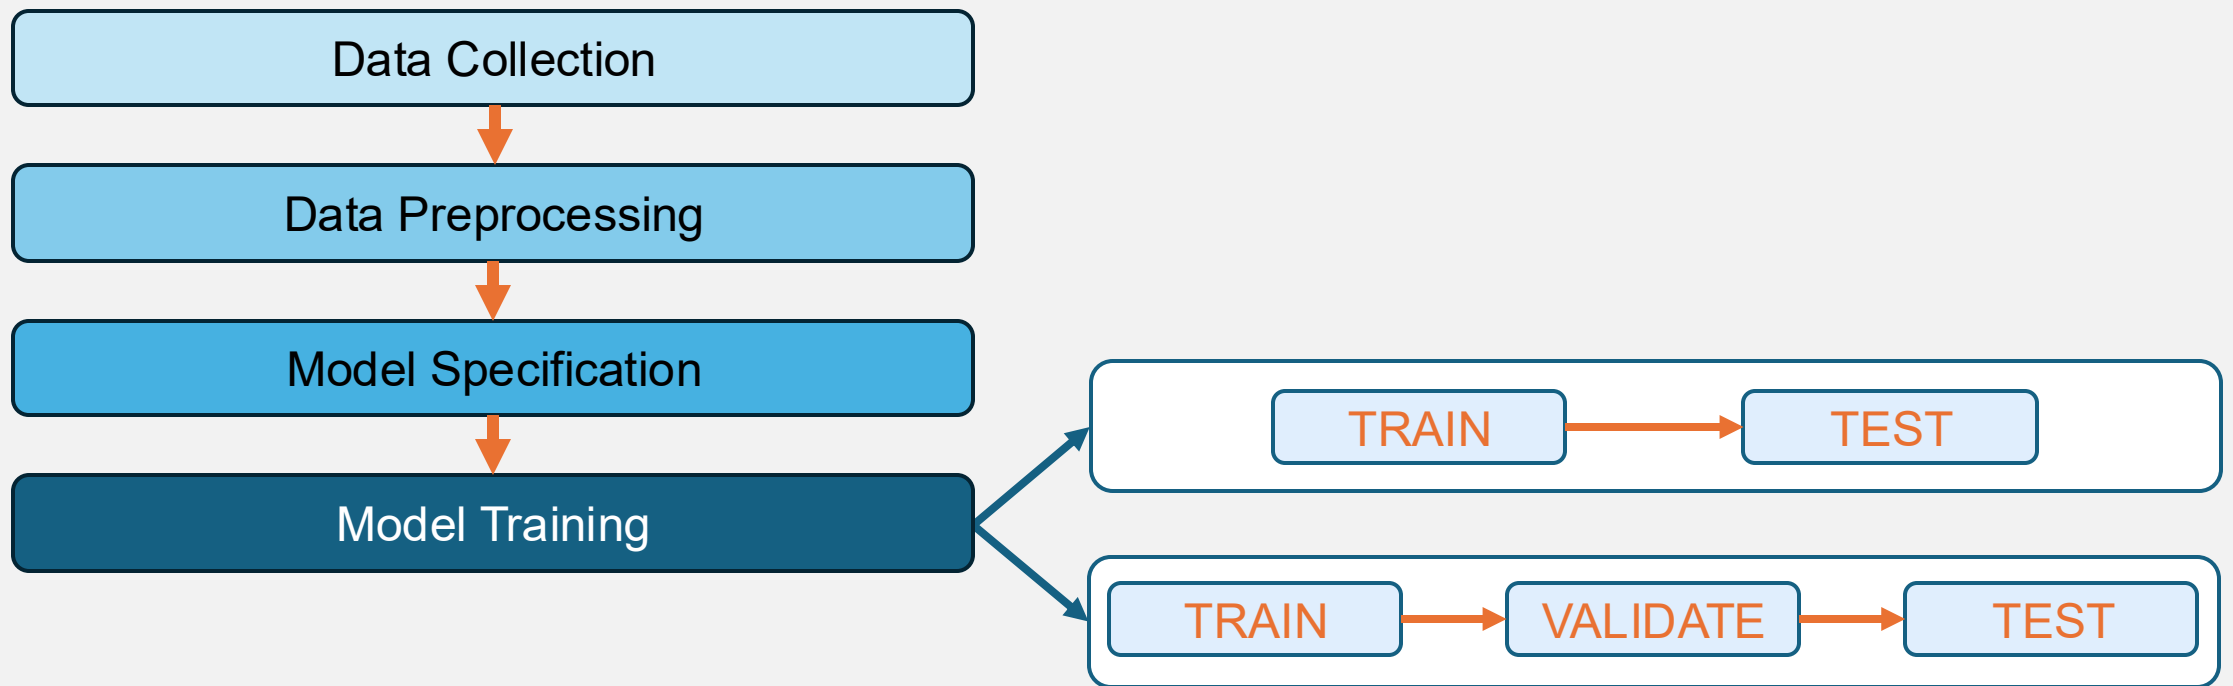 Data Collection
Data Preprocessing
Model Specification
Model Training
TRAIN
TEST
TRAIN
VALIDATE
TEST